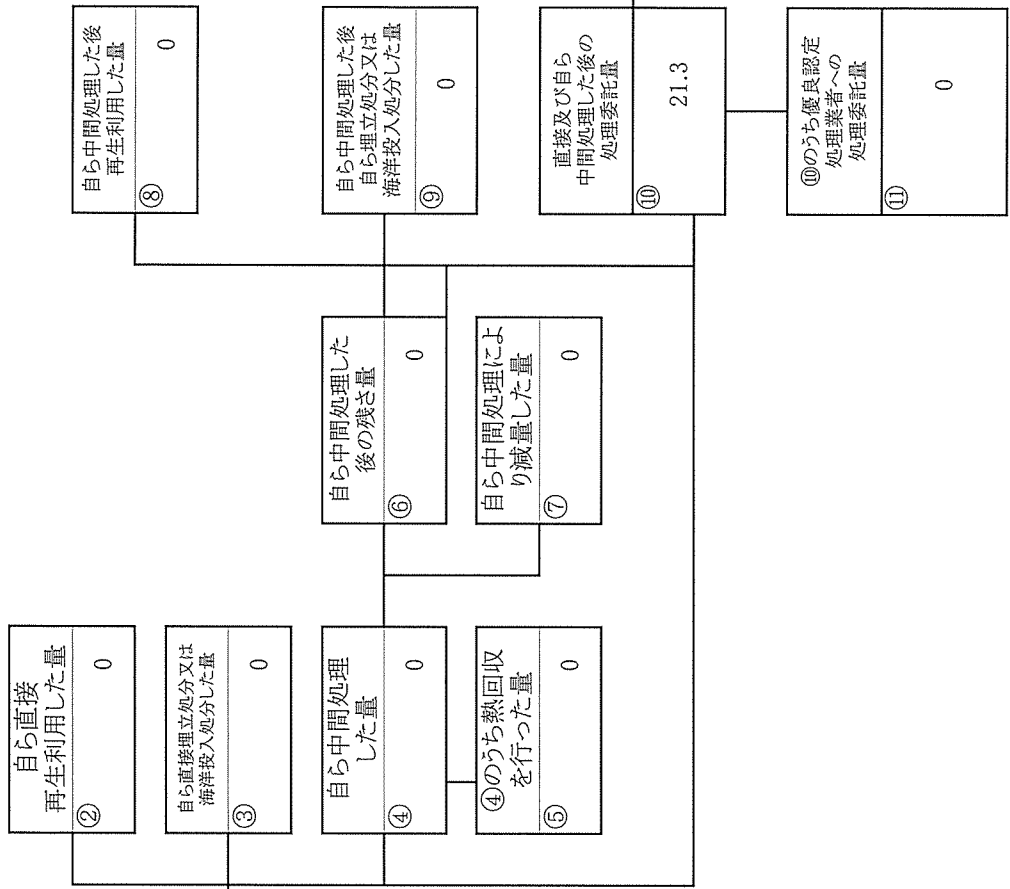 自ら直接
再生利用した量
②
0
自ら直接埋立処分又は
海洋投入処分した量
③
0
自ら中間処理
した量
④
0
④のうち熱回収
を行った量
⑤
0
自ら中間処理した
後の残さ量
⑥
0
自ら中間処理によ
り減量した量
⑦
0
自ら中間処理した後
再生利用した量
⑧
0
自ら中間処理した後
自ら埋立処分又は
海洋投入処分した量
⑨
0
直接及び自ら
中間処理した後の
処理委託量
⑩
21.3
⑩のうち優良認定
処理業者への
処理委託量
⑪
0